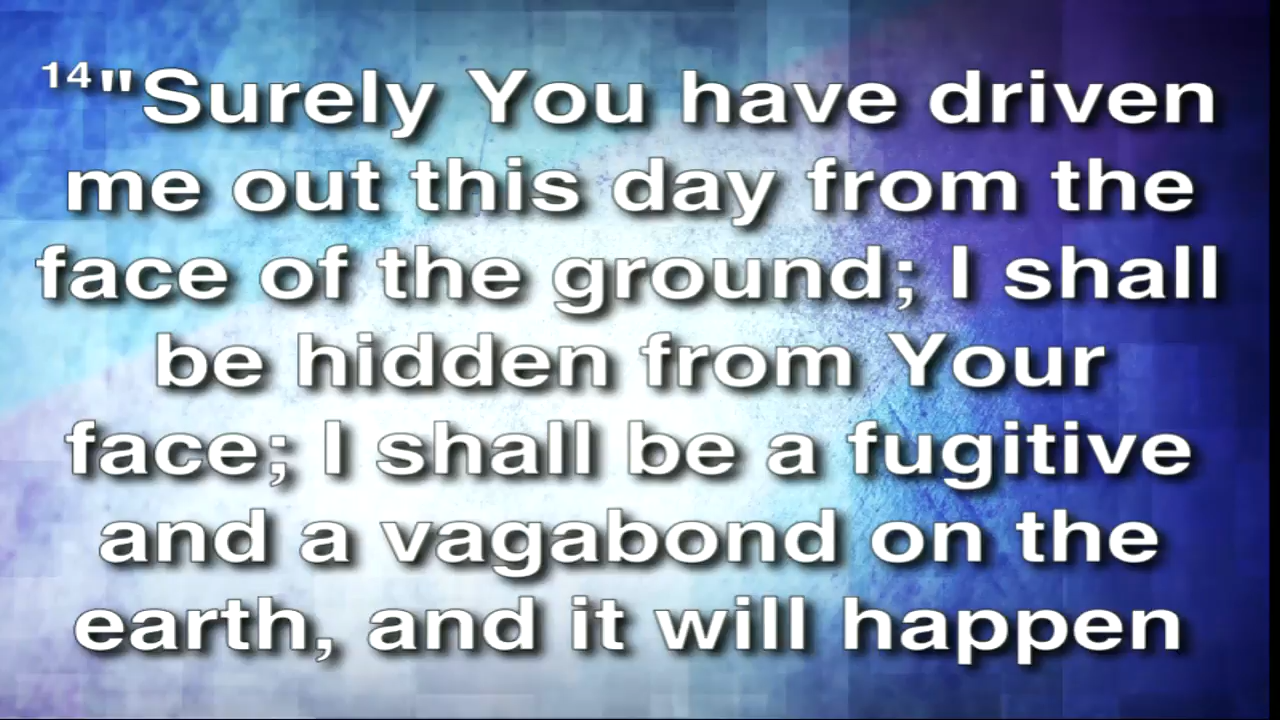 14"Surely You have driven
me out this day from the
face of the ground; I shall
be hidden from Your
face; I shall be a fugitive
and a vagabond on the
earth, and it will happen